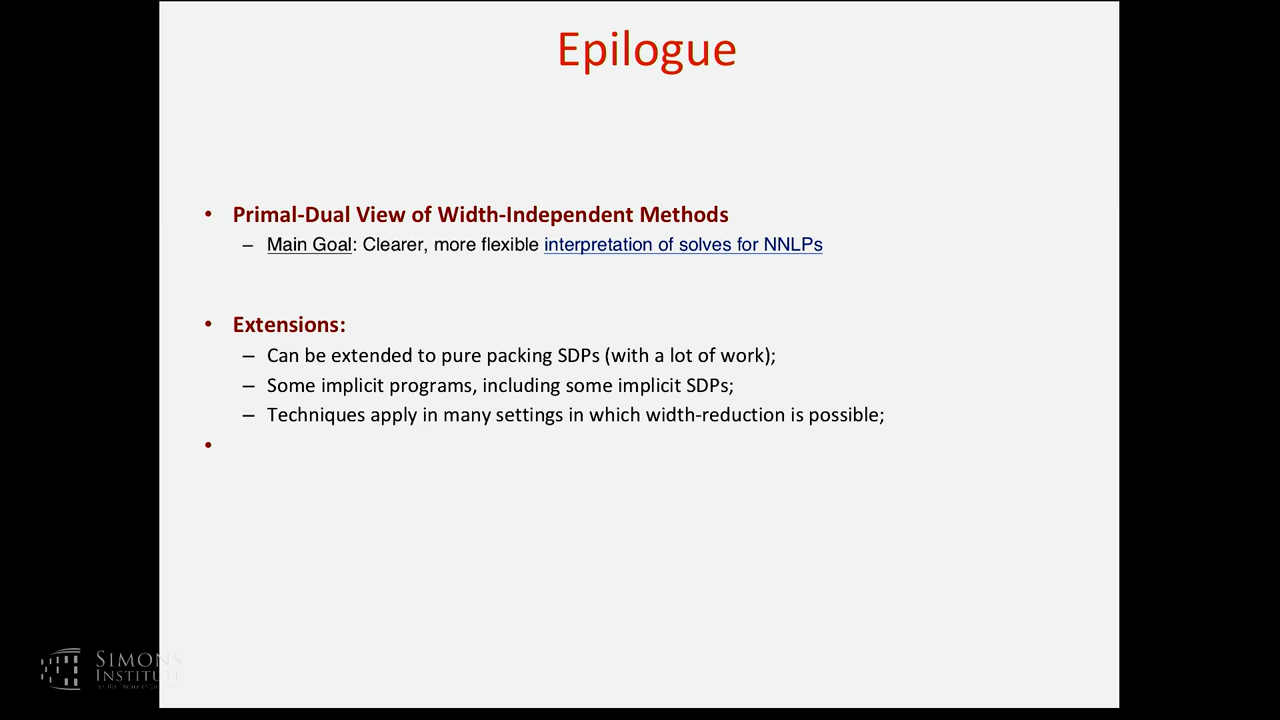 Epilogue
• Primal-Dual View of Width-Independent Methods
– Main Goal: Clearer, more flexible interpretation of solves for NNLPs
• Extensions:
– Can be extended to pure packing SDPs (with a lot of work);
– Some implicit programs, including some implicit SDPs;
– Techniques apply in many settings in which width-reduction is possible;
•
SIMONS
INSTITUTE